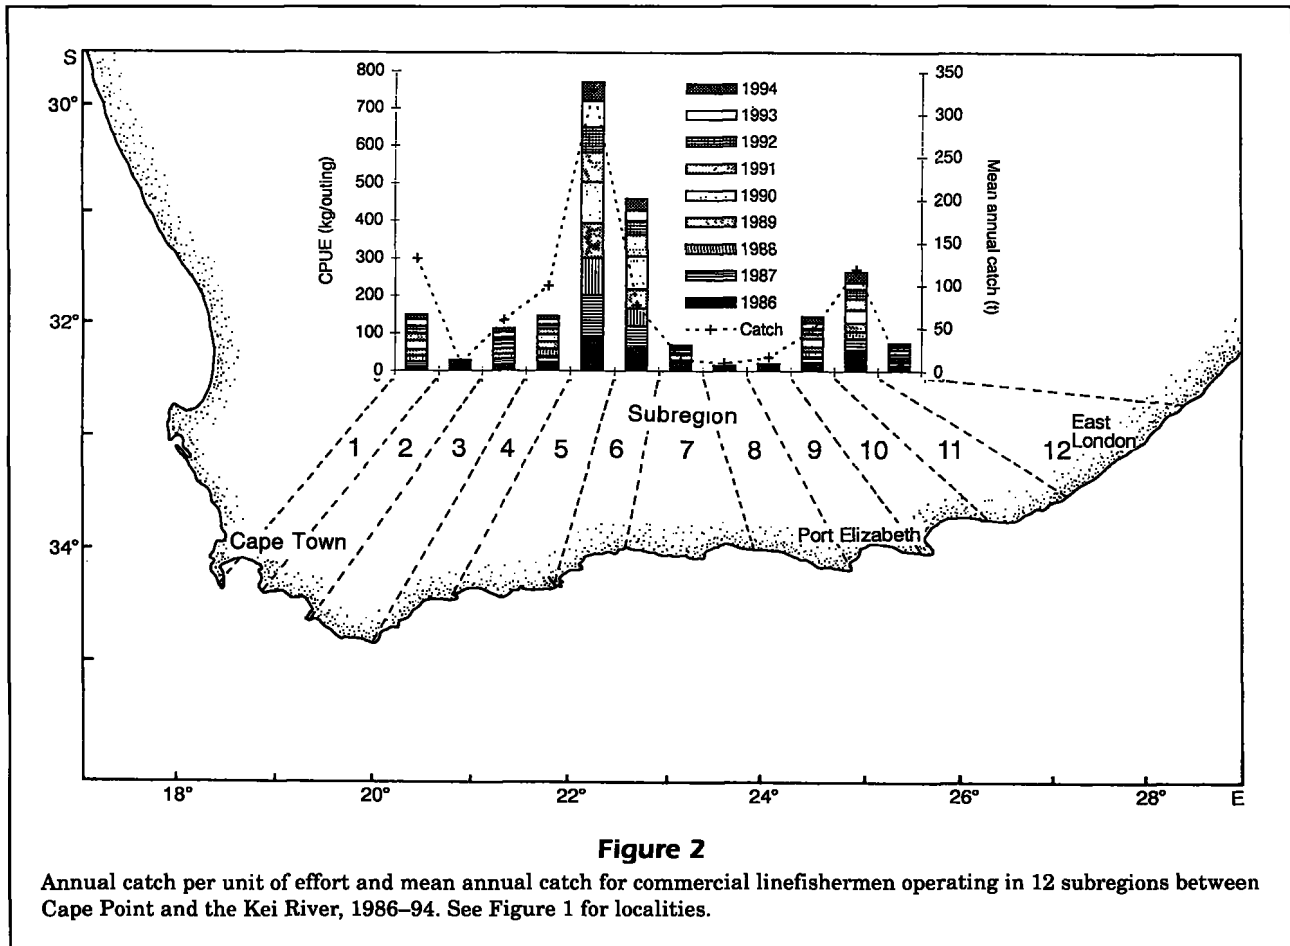 S
30°
32°
34°
800
700
600
500
400
300
200
100
0
CPUE (kg/outing)
1994
1993
1992
1991
1990
1989
1988
1987
1986
Catch
350
300
250
200
150
100
50
0
Mean annual catch (t)
Subregion
1 2 3 4 5 6 7 8 9 10 11 12
East
London
Cape Town
Port Elizabeth
18° 20° 22° 24° 26° 28° E
Figure 2
Annual catch per unit of effort and mean annual catch for commercial linefishermen operating in 12 subregions between
Cape Point and the Kei River, 1986–94. See Figure 1 for localities.